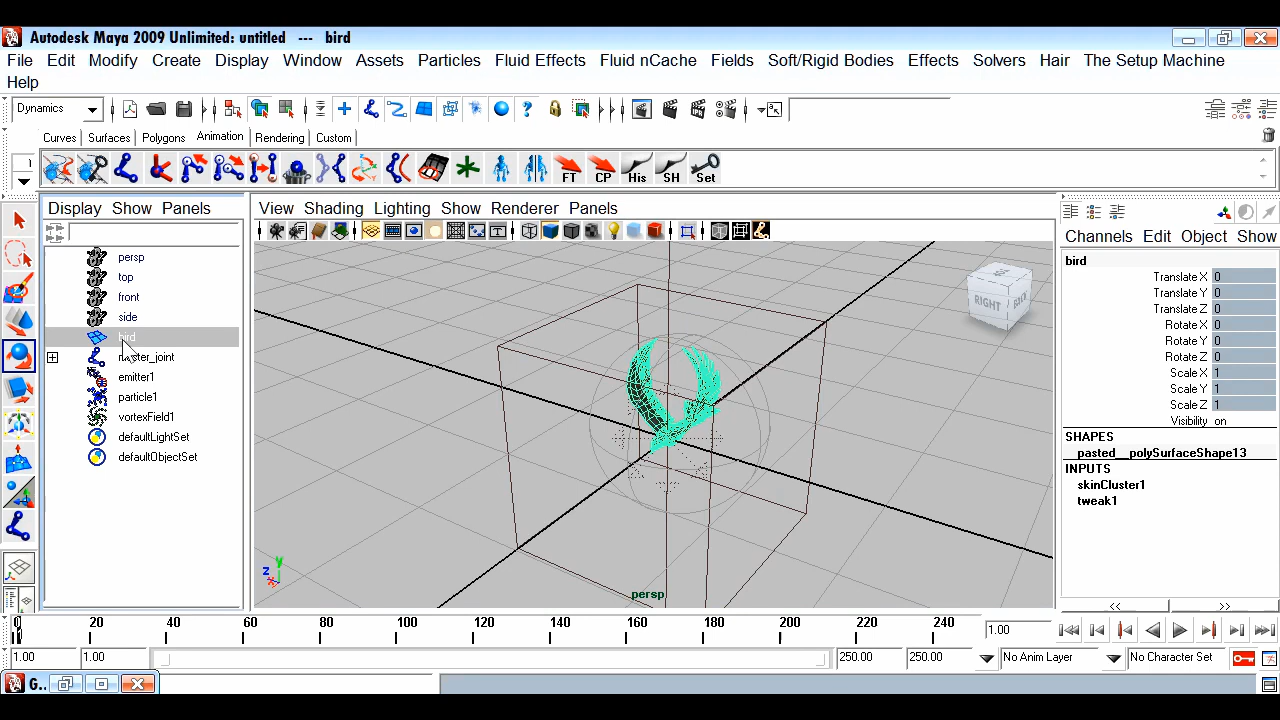 Autodesk Maya 2009 Unlimited: untitled --- bird
File Edit Modify Create Display Window Assets Particles Fluid Effects Fluid nCache Fields Soft/Rigid Bodies Effects Solvers Hair The Setup Machine
Help
Dynamics
Curves Surfaces Polygons Animation Rendering Custom
FT CP His SH Set
Display Show Panels
View Shading Lighting Show Renderer Panels
Channels Edit Object Show
persp
top
front
side
bird
master_joint
emitter1
particle1
vortexField1
defaultLightSet
defaultObjectSet
RIGHT BACK
y
z
persp
bird
Translate X 0
Translate Y 0
Translate Z 0
Rotate X 0
Rotate Y 0
Rotate Z 0
Scale X 1
Scale Y 1
Scale Z 1
Visibility on
SHAPES
pasted__polySurfaceShape13
INPUTS
skinCluster1
tweak1
<< >>
0 20 40 60 80 100 120 140 160 180 200 220 240
1.00
1.00 1.00 250.00 250.00 No Anim Layer No Character Set
G..